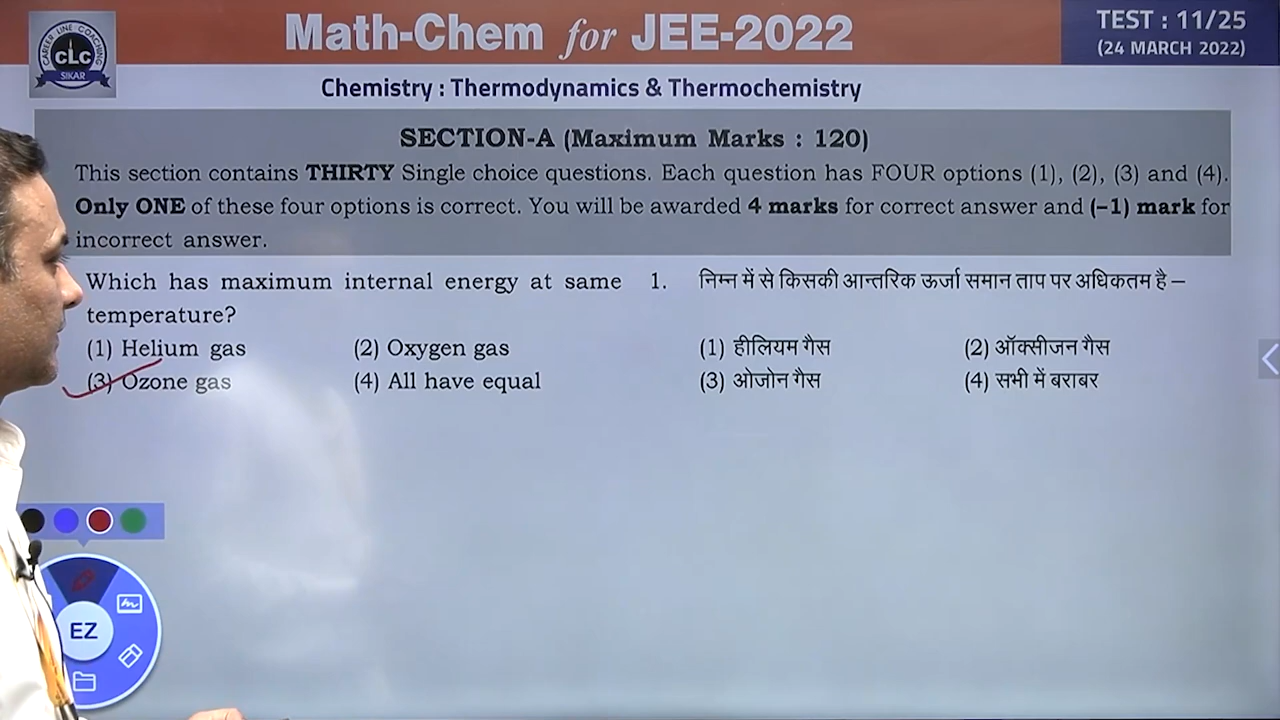 CAREER LINE COACHING
CLC
SIKAR
Math-Chem for JEE-2022
TEST : 11/25
(24 MARCH 2022)
Chemistry : Thermodynamics & Thermochemistry
SECTION-A (Maximum Marks : 120)
This section contains THIRTY Single choice questions. Each question has FOUR options (1), (2), (3) and (4).
Only ONE of these four options is correct. You will be awarded 4 marks for correct answer and (–1) mark for
incorrect answer.
Which has maximum internal energy at same
temperature?
(1) Helium gas (2) Oxygen gas
(3) Ozone gas (4) All have equal
1. निम्न में से किसकी आन्तरिक ऊर्जा समान ताप पर अधिकतम है –
(1) हीलियम गैस (2) ऑक्सीजन गैस
(3) ओजोन गैस (4) सभी में बराबर
EZ